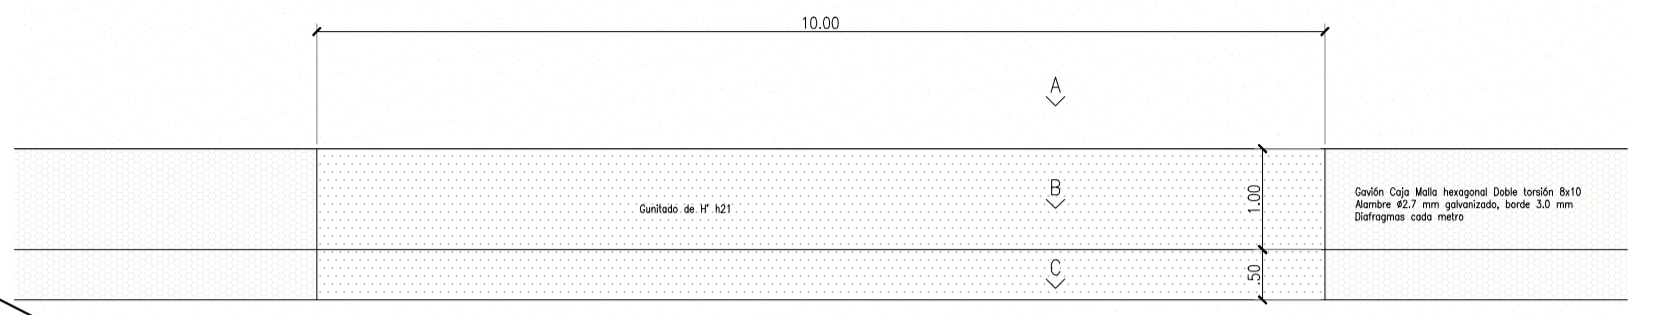 10.00
A
B
Gunitado de H° h21
1.00
Gavión Caja Malla hexagonal Doble torsión 8x10
Alambre ø2.7 mm galvanizado, borde 3.0 mm
Diafragmas cada metro
C
.50